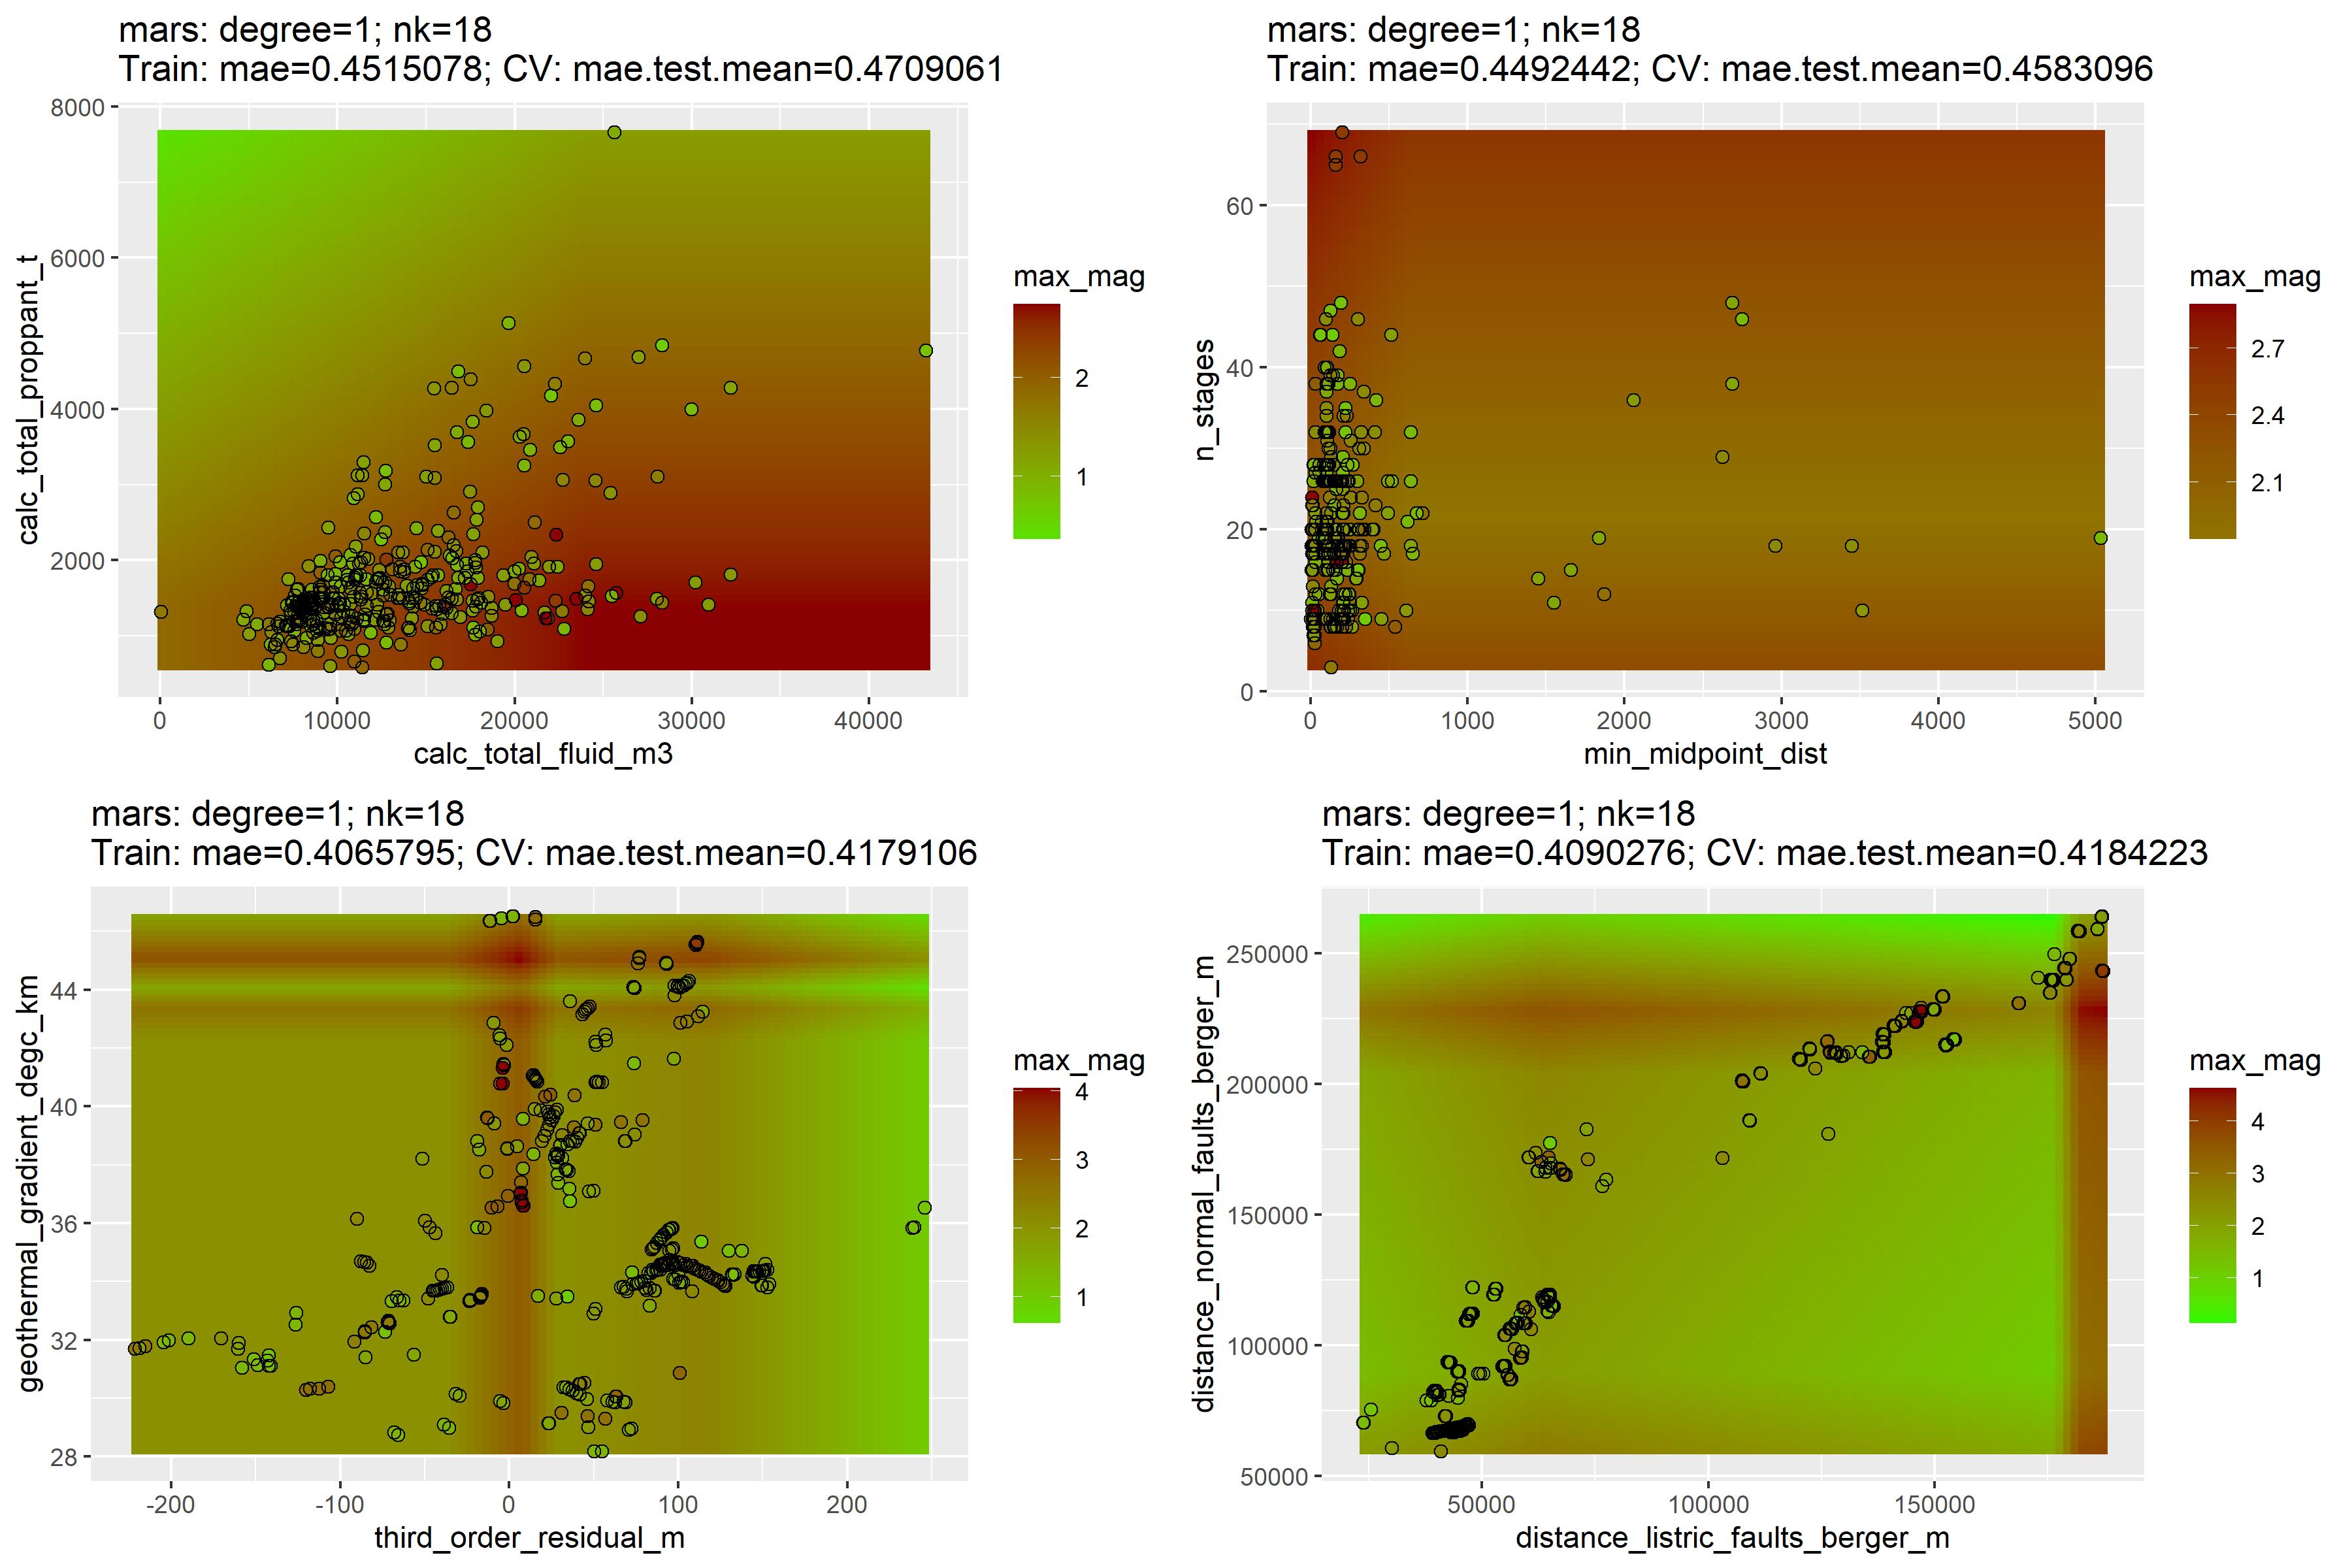 mars: degree=1; nk=18
Train: mae=0.4515078; CV: mae.test.mean=0.4709061
8000
6000
4000
2000
calc_total_proppant_t
0 10000 20000 30000 40000
calc_total_fluid_m3
max_mag
2
1
mars: degree=1; nk=18
Train: mae=0.4492442; CV: mae.test.mean=0.4583096
60
40
20
0
n_stages
0 1000 2000 3000 4000 5000
min_midpoint_dist
max_mag
2.7
2.4
2.1
mars: degree=1; nk=18
Train: mae=0.4065795; CV: mae.test.mean=0.4179106
44
40
36
32
28
geothermal_gradient_degc_km
-200 -100 0 100 200
third_order_residual_m
max_mag
4
3
2
1
mars: degree=1; nk=18
Train: mae=0.4090276; CV: mae.test.mean=0.4184223
250000
200000
150000
100000
50000
distance_normal_faults_berger_m
50000 100000 150000
distance_listric_faults_berger_m
max_mag
4
3
2
1